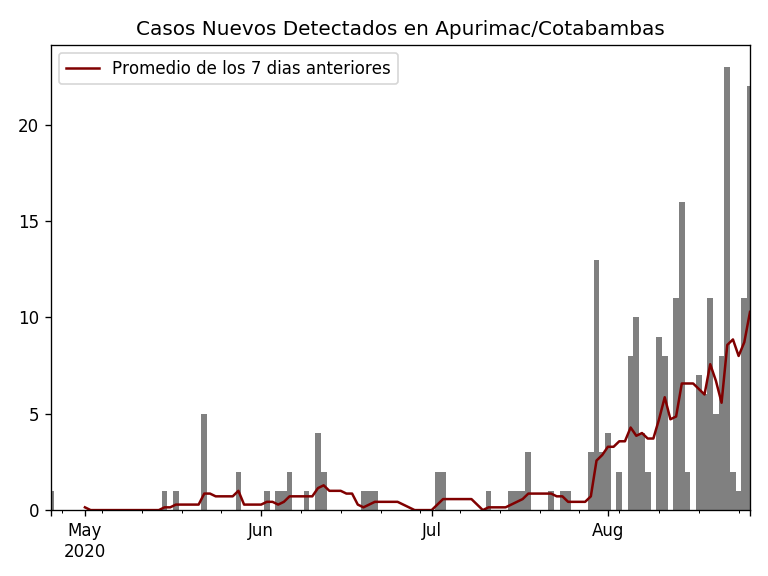 Casos Nuevos Detectados en Apurimac/Cotabambas
Promedio de los 7 dias anteriores
20
15
10
5
0
May Jun Jul Aug
2020